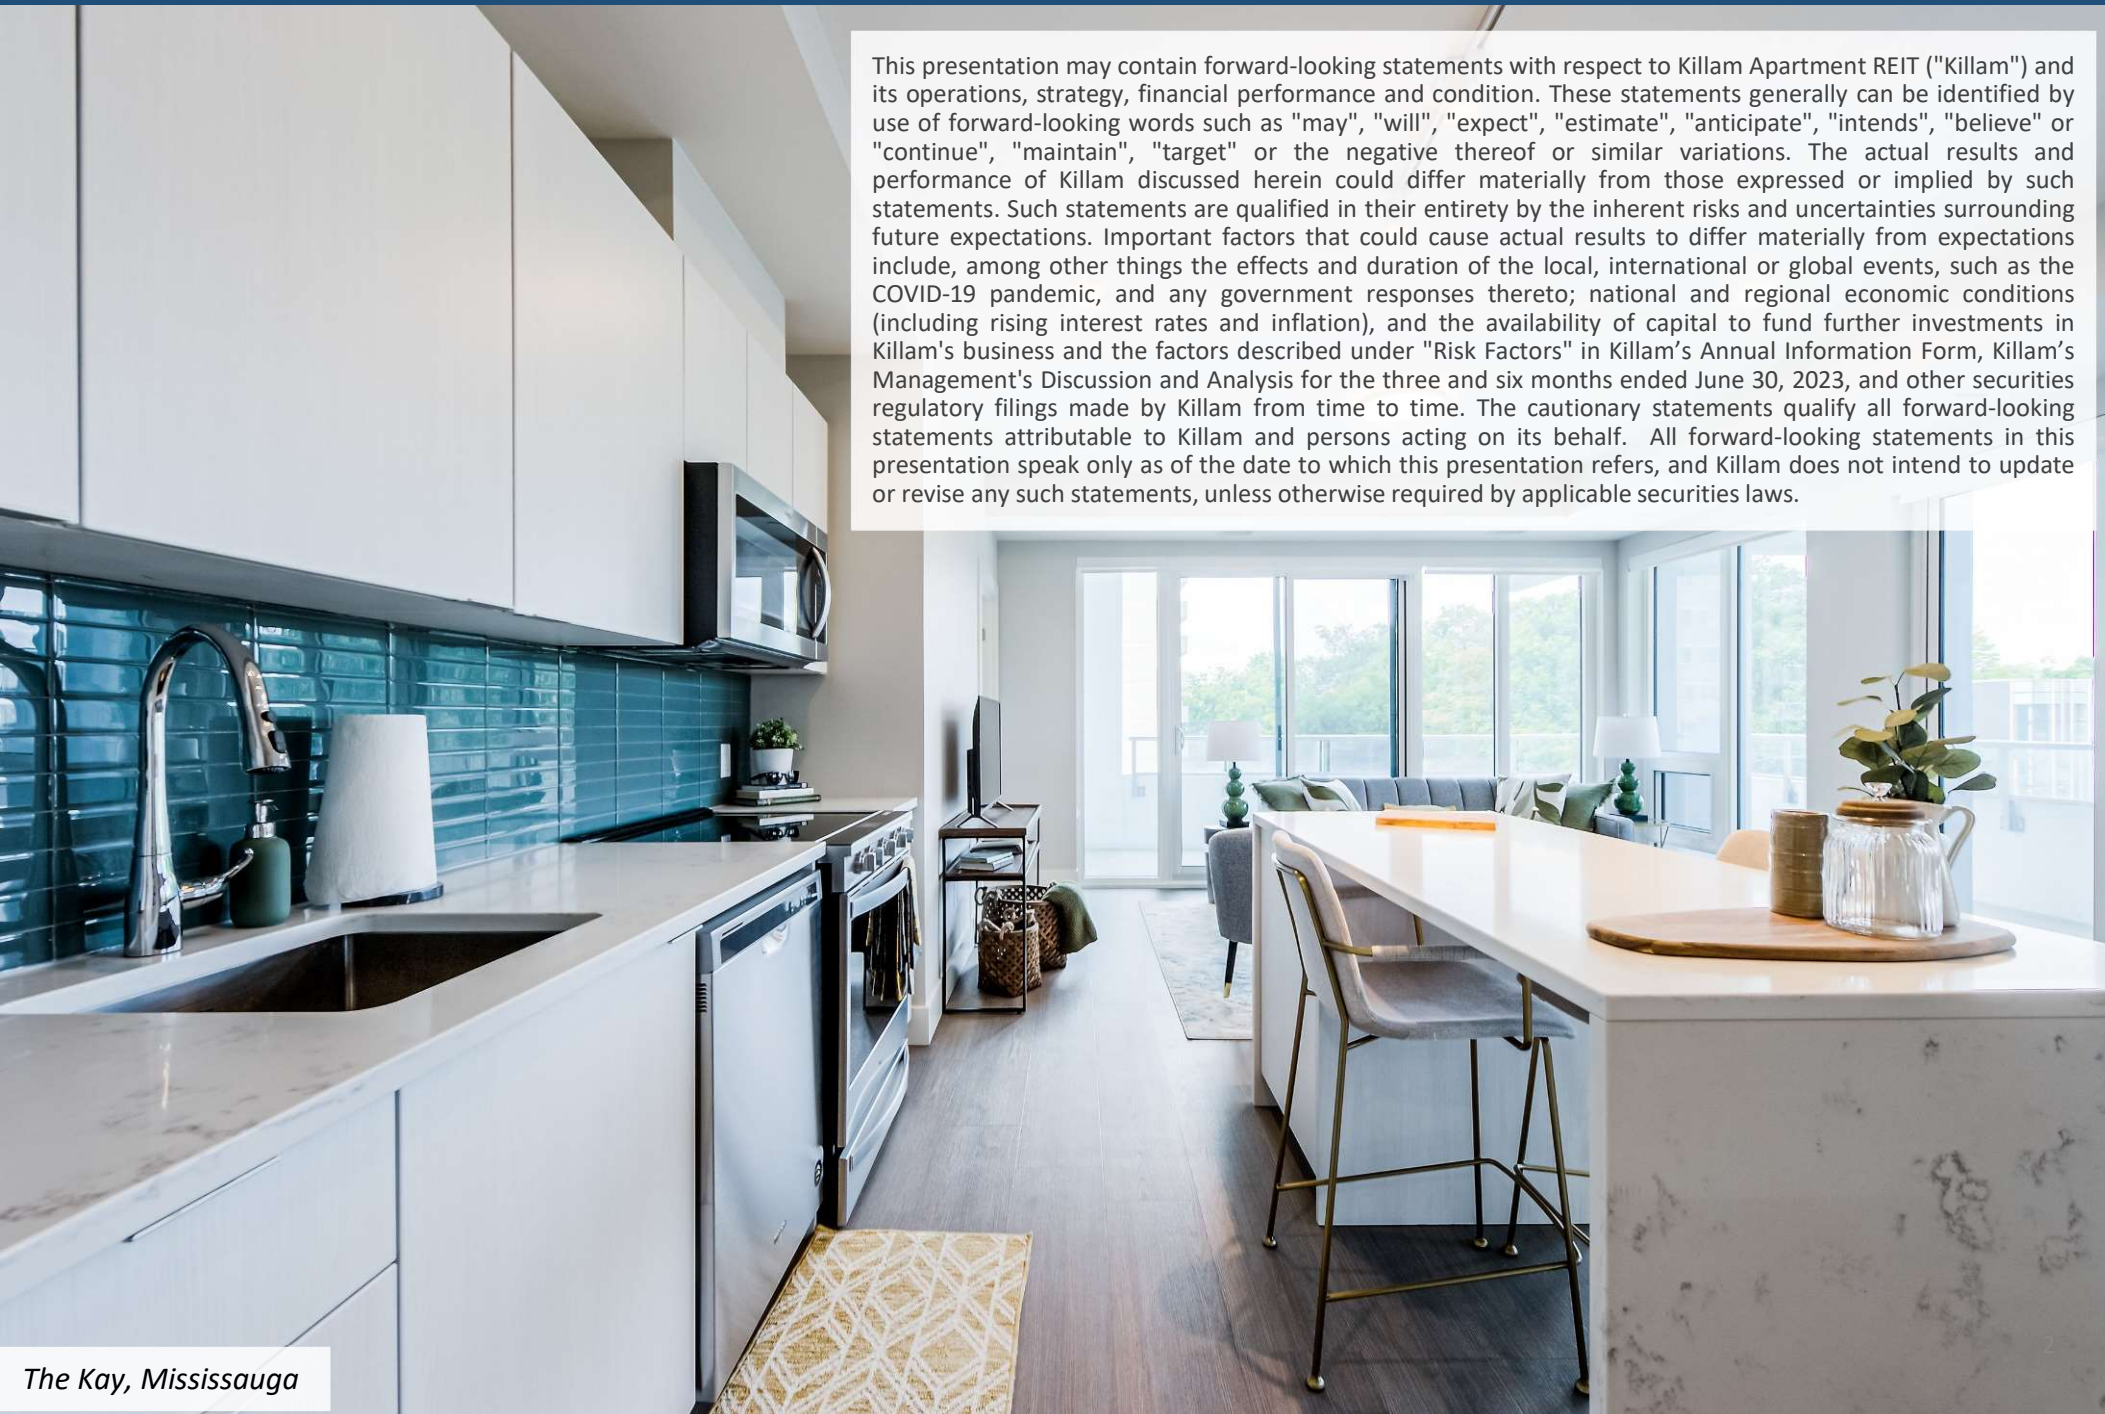 This presentation may contain forward-looking statements with respect to Killam Apartment REIT ("Killam") and
its operations, strategy, financial performance and condition. These statements generally can be identified by
use of forward-looking words such as "may", "will", "expect", "estimate", "anticipate", "intends", "believe" or
"continue", "maintain", "target" or the negative thereof or similar variations. The actual results and
performance of Killam discussed herein could differ materially from those expressed or implied by such
statements. Such statements are qualified in their entirety by the inherent risks and uncertainties surrounding
future expectations. Important factors that could cause actual results to differ materially from expectations
include, among other things the effects and duration of the local, international or global events, such as the
COVID-19 pandemic, and any government responses thereto; national and regional economic conditions
(including rising interest rates and inflation), and the availability of capital to fund further investments in
Killam's business and the factors described under "Risk Factors" in Killam’s Annual Information Form, Killam’s
Management's Discussion and Analysis for the three and six months ended June 30, 2023, and other securities
regulatory filings made by Killam from time to time. The cautionary statements qualify all forward-looking
statements attributable to Killam and persons acting on its behalf. All forward-looking statements in this
presentation speak only as of the date to which this presentation refers, and Killam does not intend to update
or revise any such statements, unless otherwise required by applicable securities laws.
2
The Kay, Mississauga